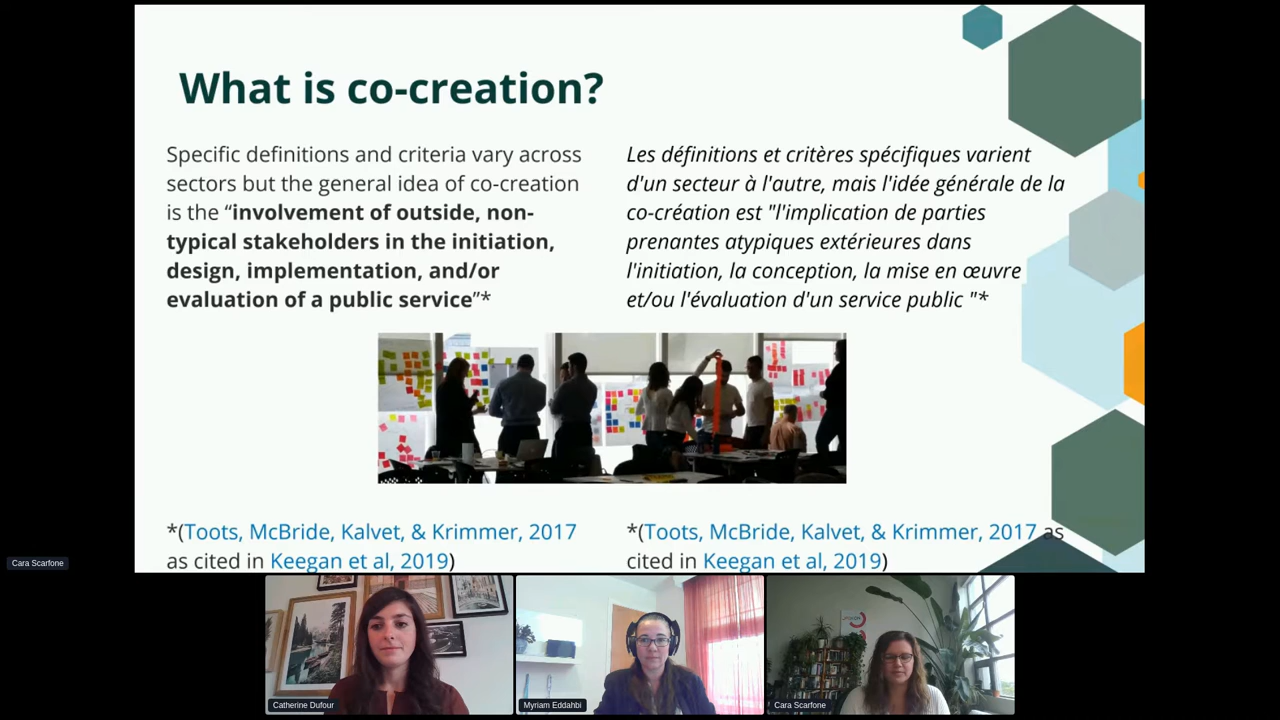 What is co-creation?
Specific definitions and criteria vary across
sectors but the general idea of co-creation
is the “involvement of outside, non-
typical stakeholders in the initiation,
design, implementation, and/or
evaluation of a public service”*
Les définitions et critères spécifiques varient
d'un secteur à l'autre, mais l'idée générale de la
co-création est "l'implication de parties
prenantes atypiques extérieures dans
l'initiation, la conception, la mise en œuvre
et/ou l'évaluation d'un service public "*
*(Toots, McBride, Kalvet, & Krimmer, 2017
as cited in Keegan et al, 2019)
*(Toots, McBride, Kalvet, & Krimmer, 2017 as
cited in Keegan et al, 2019)
Cara Scarfone
Catherine Dufour
Myriam Eddahbi
Cara Scarfone